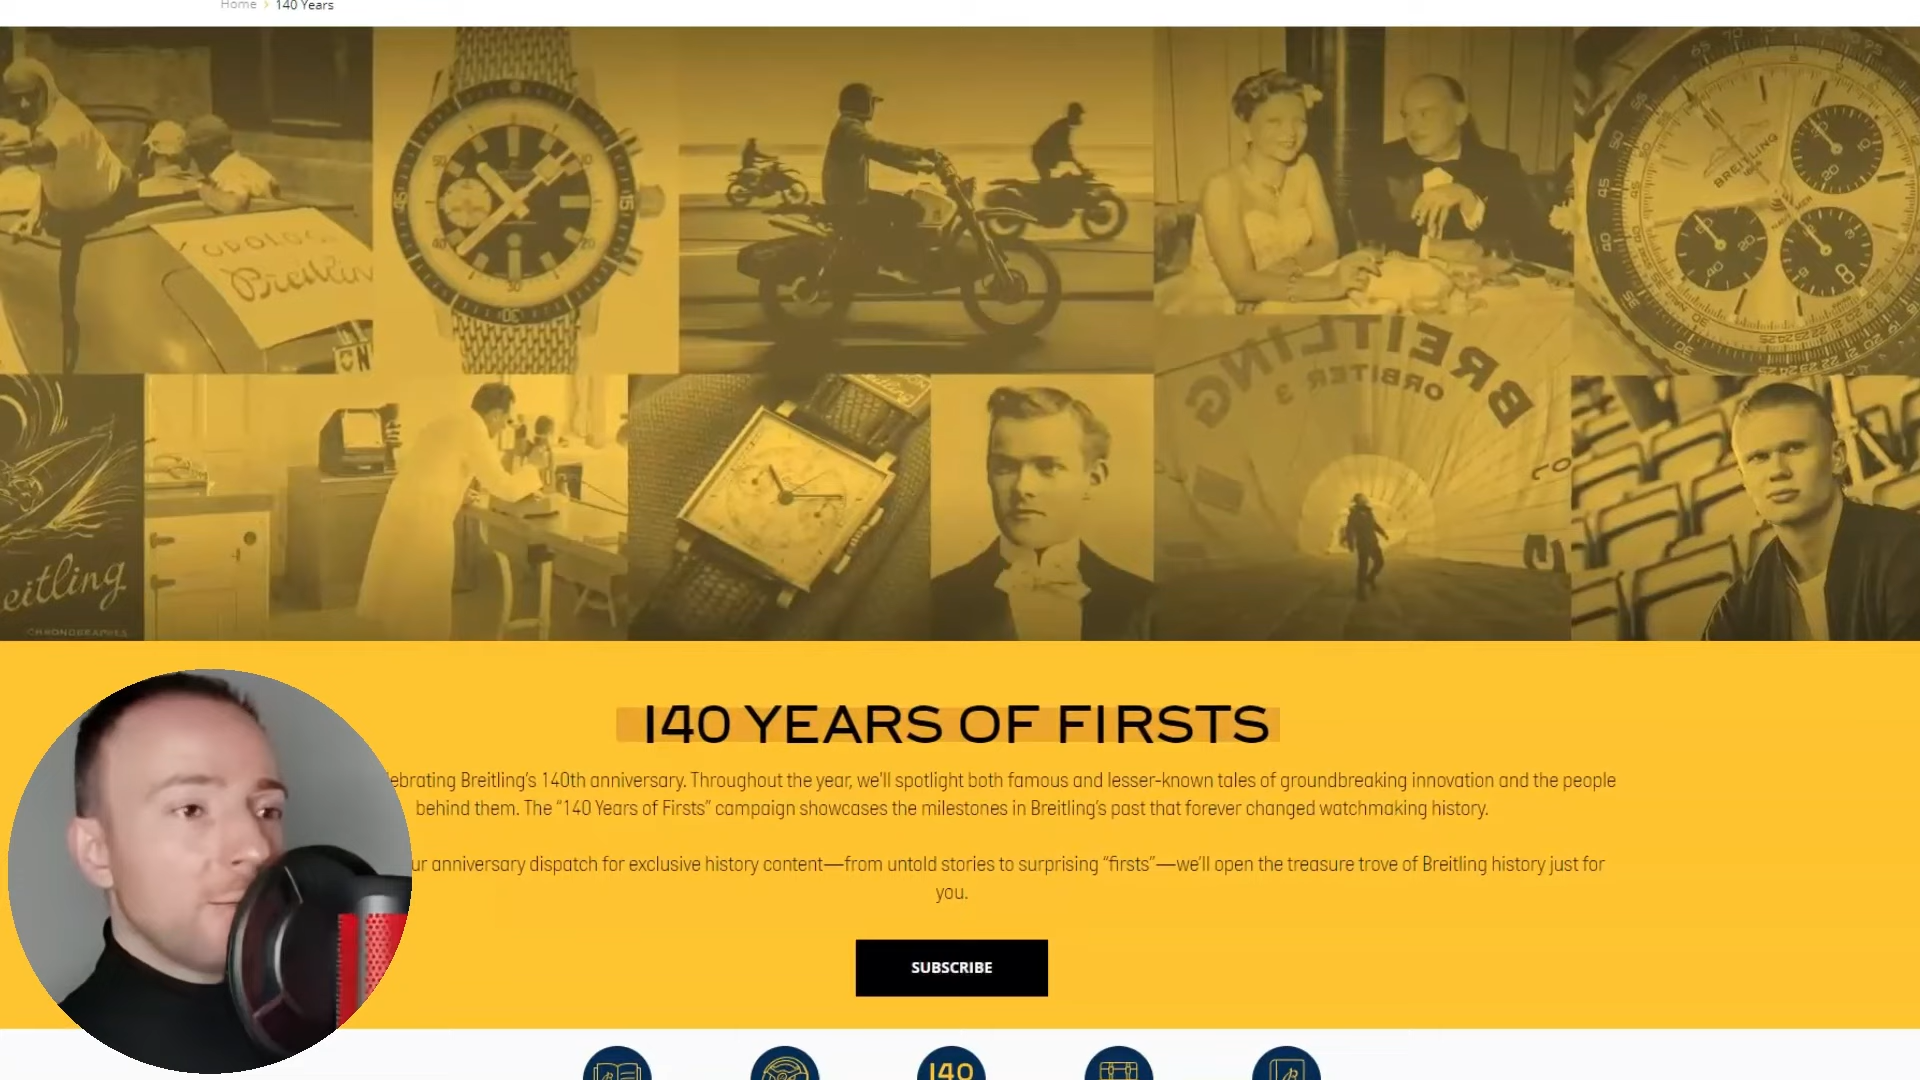 Home > 140 Years
BREITLING
Breitling
BREITLING
ORBITER 3
eitling
CHRONOGRAPHES
140 YEARS OF FIRSTS
ebrating Breitling's 140th anniversary. Throughout the year, we'll spotlight both famous and lesser-known tales of groundbreaking innovation and the people
behind them. The “140 Years of Firsts” campaign showcases the milestones in Breitling's past that forever changed watchmaking history.
ur anniversary dispatch for exclusive history content—from untold stories to surprising “firsts”—we'll open the treasure trove of Breitling history just for
you.
SUBSCRIBE
140